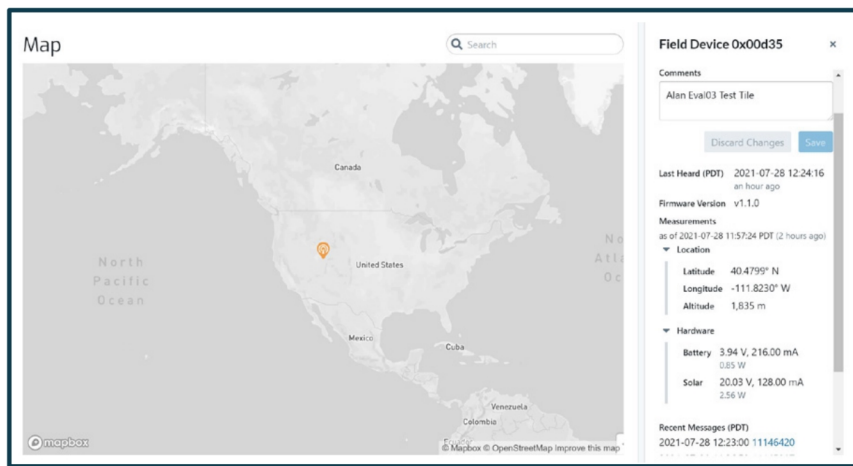 Map
Search
Canada
North
Pacific
Ocean
United States
Mexico
Cuba
Venezuela
Colombia
mapbox
© Mapbox © OpenStreetMap Improve this map
Field Device 0x00d35
Comments
Alan Eval03 Test Tile
Discard Changes
Save
Last Heard (PDT) 2021-07-28 12:24:16
an hour ago
Firmware Version v1.1.0
Measurements
as of 2021-07-28 11:57:24 PDT (2 hours ago)
Location
Latitude 40.4799° N
Longitude -111.8230° W
Altitude 1,835 m
Hardware
Battery 3.94 V, 216.00 mA
0.85 W
Solar 20.03 V, 128.00 mA
2.56 W
Recent Messages (PDT)
2021-07-28 12:23:00 11146420